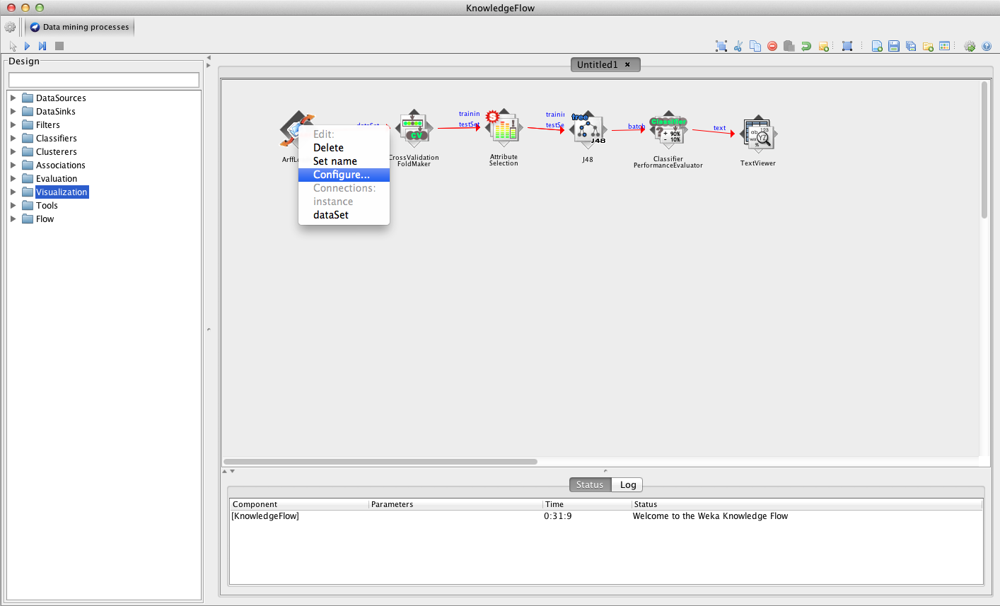 KnowledgeFlow
Data mining processes
Design
Untitled1 ×
DataSources
DataSinks
Filters
Classifiers
Clusterers
Associations
Evaluation
Visualization
Tools
Flow
trainin
testSet
trainin
testSe
batch
text
Edit:
Delete
Set name
Configure...
Connections:
instance
dataSet
CrossValidation
FoldMaker
CV
Attribute
Selection
tree
J48
J48
Classifier
? + 90%
- 10%
Classifier
PerformanceEvaluator
ab 123
wx YZ
%
TextViewer
Status
Log
Component Parameters Time Status
[KnowledgeFlow] 0:31:9 Welcome to the Weka Knowledge Flow